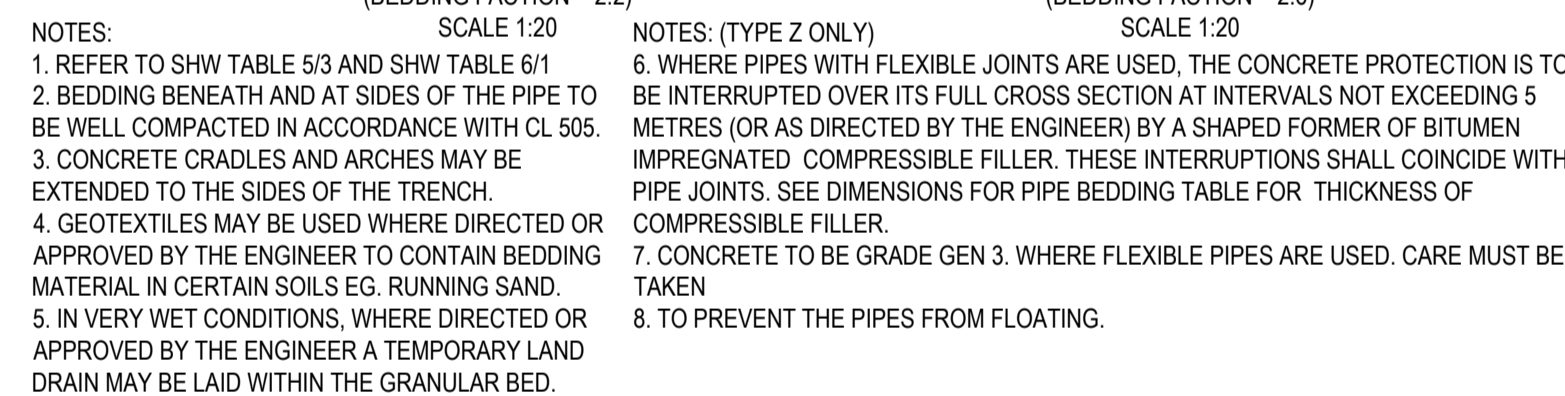 (BEDDING FACTION = 2.2)
SCALE 1:20
NOTES:
1. REFER TO SHW TABLE 5/3 AND SHW TABLE 6/1
2. BEDDING BENEATH AND AT SIDES OF THE PIPE TO
BE WELL COMPACTED IN ACCORDANCE WITH CL 505.
3. CONCRETE CRADLES AND ARCHES MAY BE
EXTENDED TO THE SIDES OF THE TRENCH.
4. GEOTEXTILES MAY BE USED WHERE DIRECTED OR
APPROVED BY THE ENGINEER TO CONTAIN BEDDING
MATERIAL IN CERTAIN SOILS EG. RUNNING SAND.
5. IN VERY WET CONDITIONS, WHERE DIRECTED OR
APPROVED BY THE ENGINEER A TEMPORARY LAND
DRAIN MAY BE LAID WITHIN THE GRANULAR BED.
(BEDDING FACTION
SCALE 1:20
NOTES: (TYPE Z ONLY)
6. WHERE PIPES WITH FLEXIBLE JOINTS ARE USED, THE CONCRETE PROTECTION IS TO
BE INTERRUPTED OVER ITS FULL CROSS SECTION AT INTERVALS NOT EXCEEDING 5
METRES (OR AS DIRECTED BY THE ENGINEER) BY A SHAPED FORMER OF BITUMEN
IMPREGNATED COMPRESSIBLE FILLER. THESE INTERRUPTIONS SHALL COINCIDE WITH
PIPE JOINTS. SEE DIMENSIONS FOR PIPE BEDDING TABLE FOR THICKNESS OF
COMPRESSIBLE FILLER.
7. CONCRETE TO BE GRADE GEN 3. WHERE FLEXIBLE PIPES ARE USED. CARE MUST BE
TAKEN
8. TO PREVENT THE PIPES FROM FLOATING.